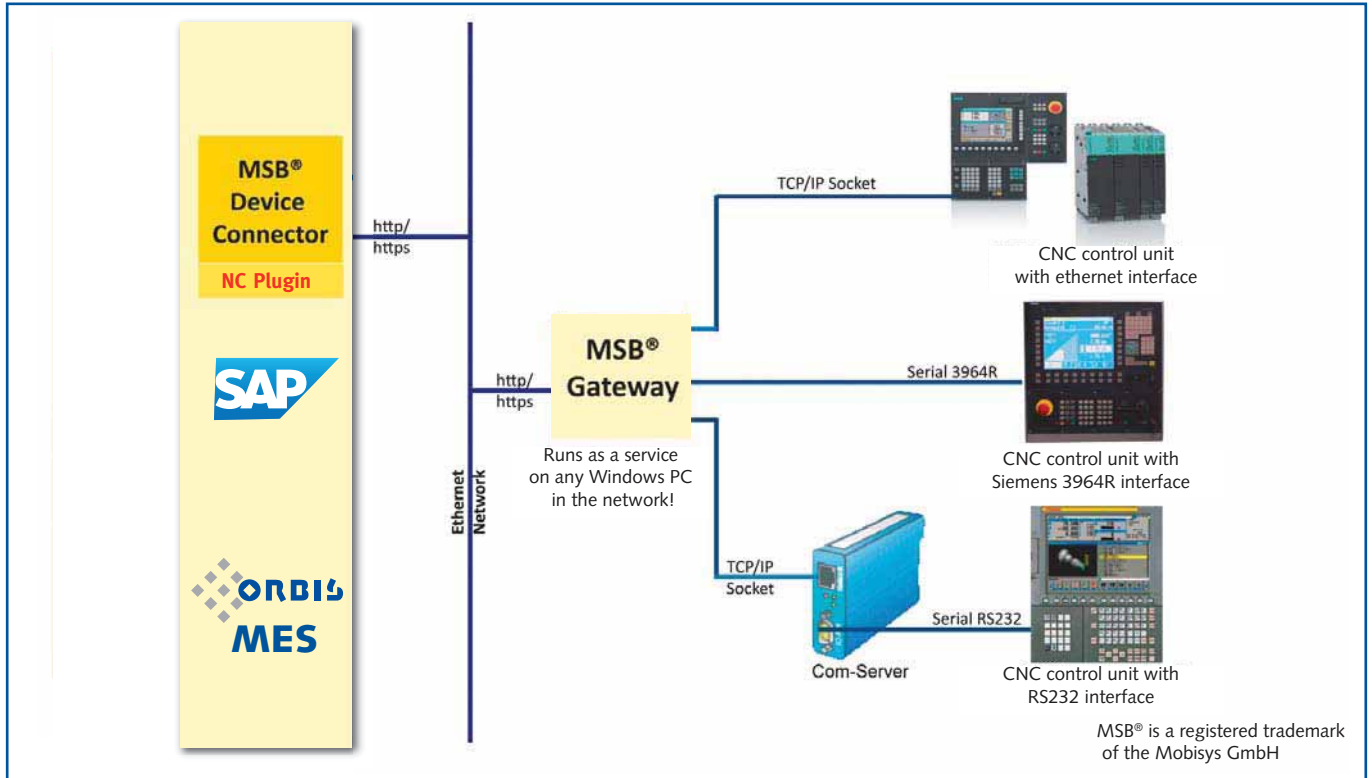 MSB®
Device
Connector
NC Plugin
SAP
ORBIS
MES
http/
https
Ethernet
Network
http/
https
MSB®
Gateway
Runs as a service
on any Windows PC
in the network!
TCP/IP Socket
CNC control unit
with ethernet interface
Serial 3964R
CNC control unit with
Siemens 3964R interface
TCP/IP
Socket
Com-Server
Serial RS232
CNC control unit with
RS232 interface
MSB® is a registered trademark
of the Mobisys GmbH